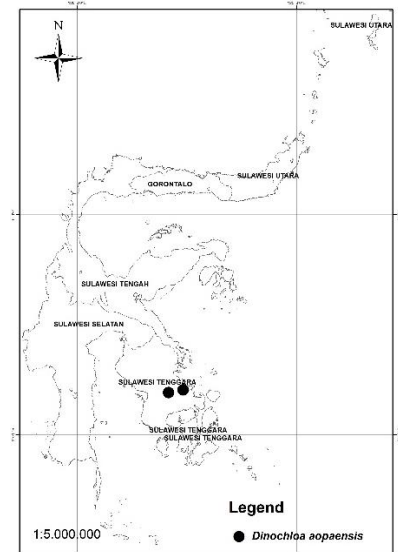 SULAWESI UTARA
N
SULAWESI UTARA
GORONTALO
SULAWESI TENGAH
SULAWESI SELATAN
SULAWESI TENGGARA
SULAWESI TENGGARA
SULAWESI TENGGARA
Legend
1:5.000.000
Dinochloa aopaensis